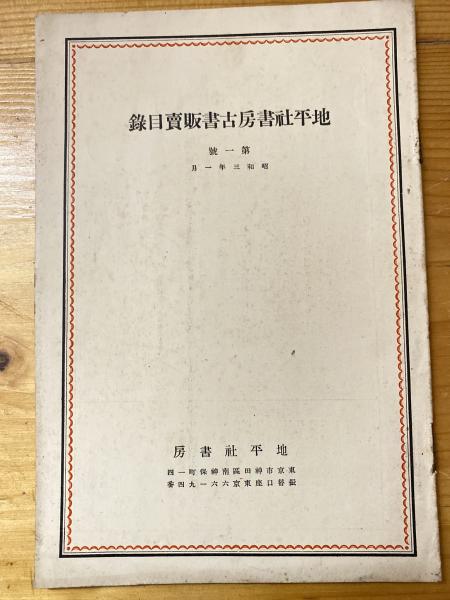 地平社書房古書販賣目錄
第一號
昭和三年一月
地平社書房
東京市神田區南神保町一四
振替口座東京六六一九四番